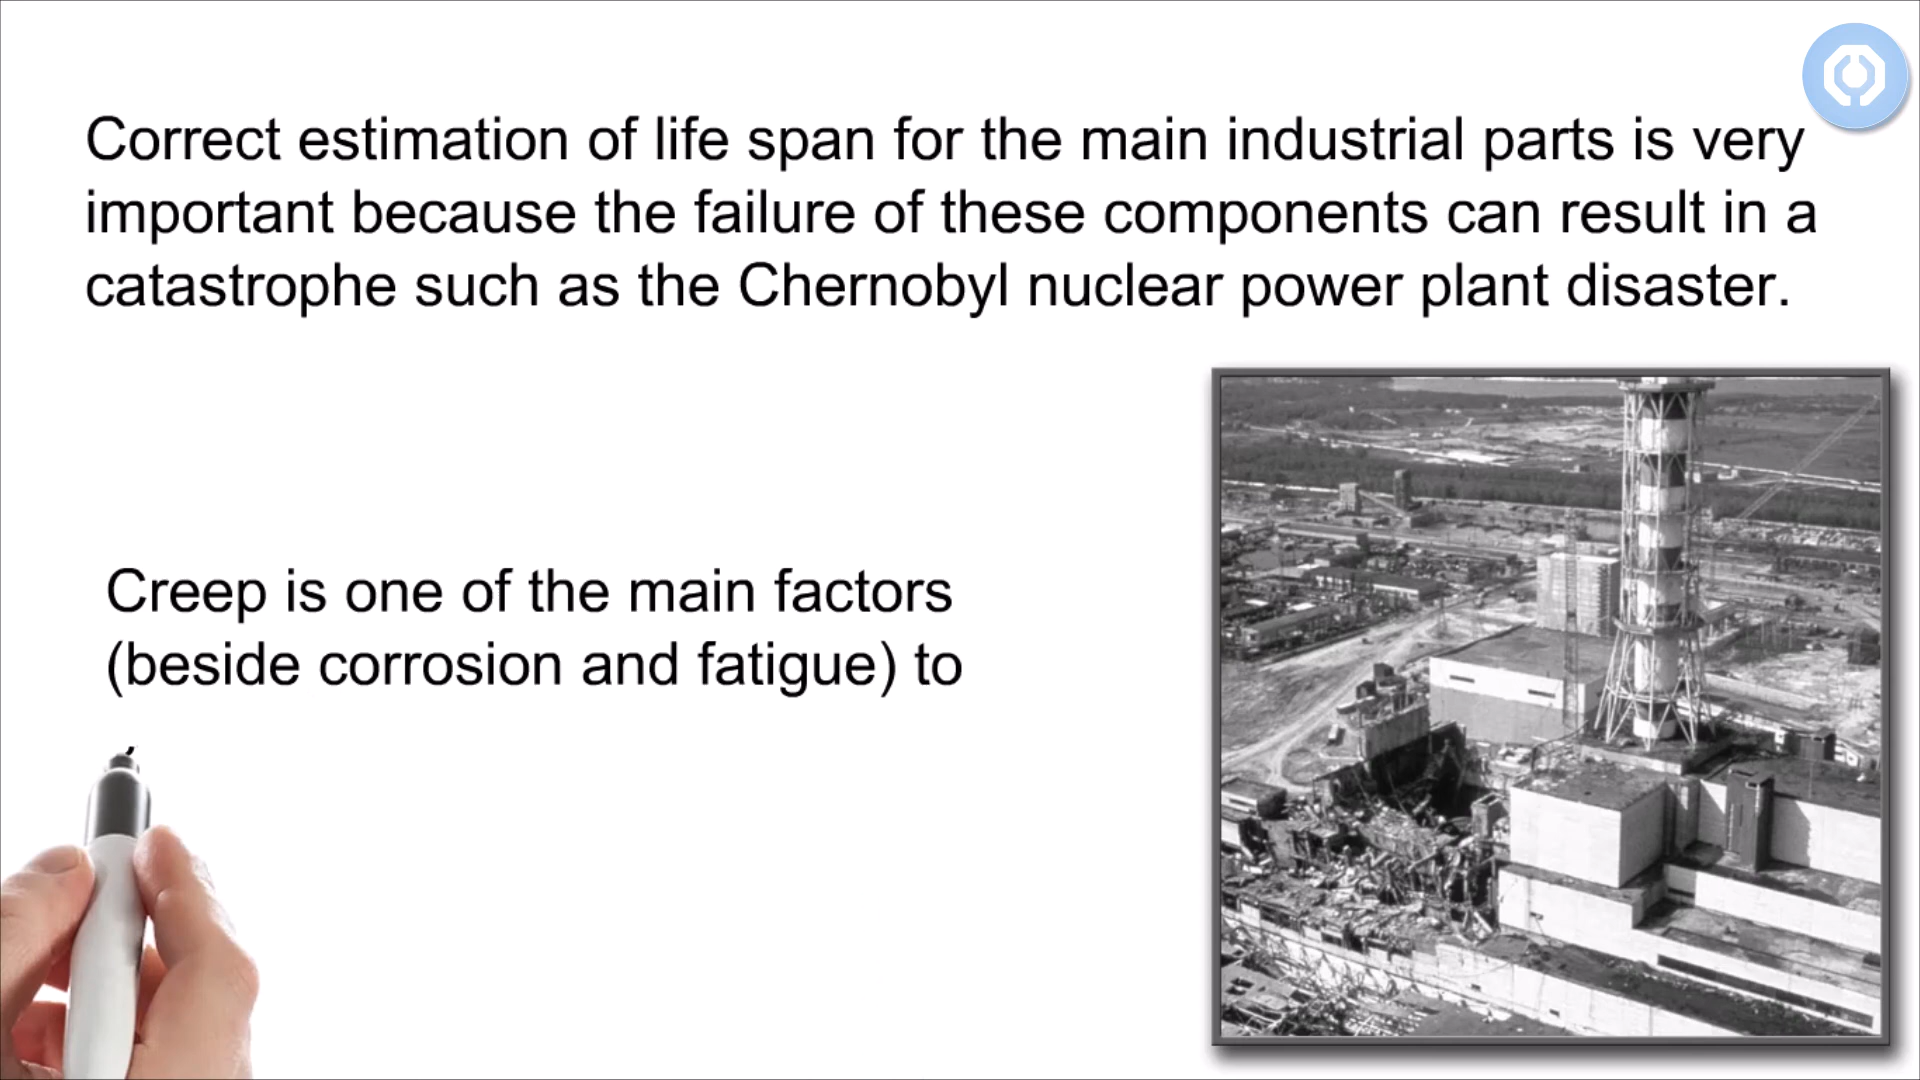 Correct estimation of life span for the main industrial parts is very
important because the failure of these components can result in a
catastrophe such as the Chernobyl nuclear power plant disaster.
Creep is one of the main factors
(beside corrosion and fatigue) to